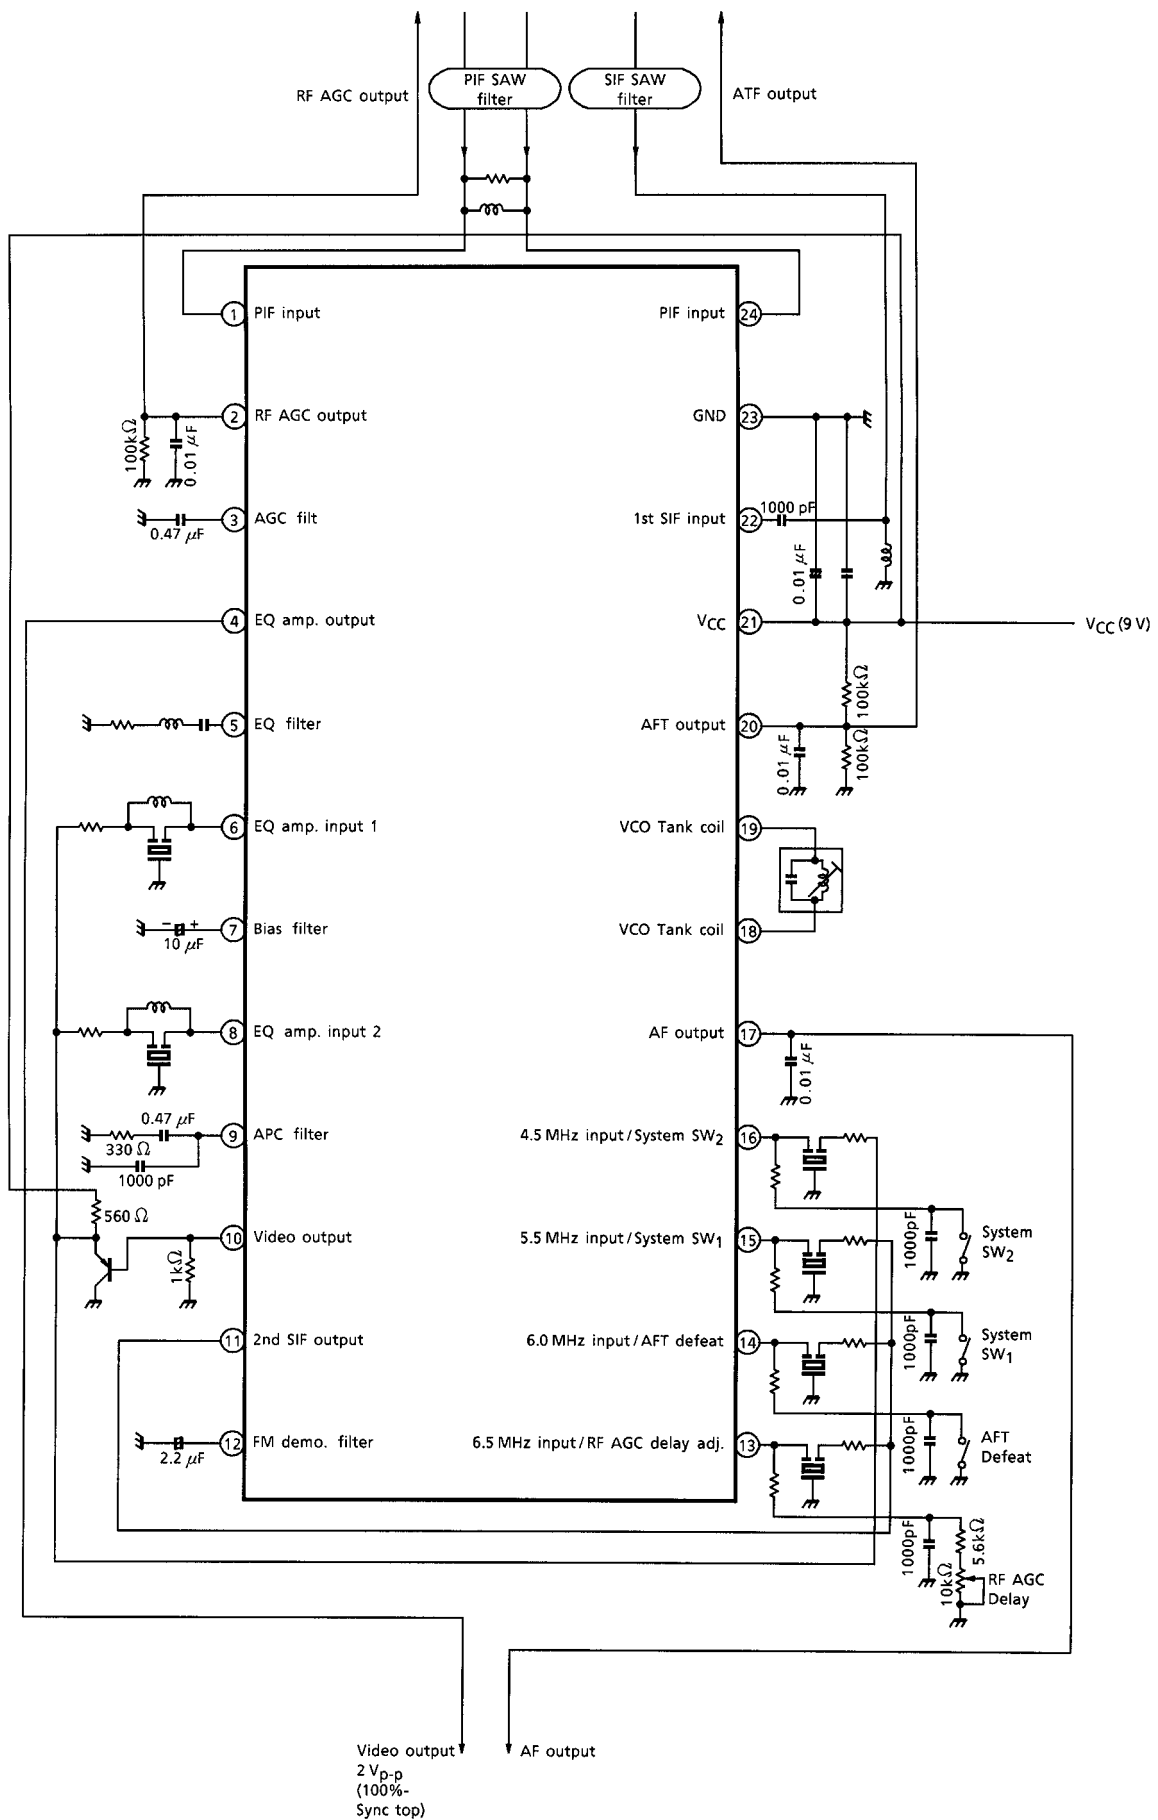 RF AGC output
PIF SAW
filter
SIF SAW
filter
ATF output
1 PIF input
PIF input 24
2 RF AGC output
GND 23
100kΩ
0.01 μF
3 AGC filt
0.47 μF
1st SIF input 22
1000 pF
0.01 μF
4 EQ amp. output
VCC 21
VCC (9 V)
5 EQ filter
AFT output 20
100kΩ
100kΩ
0.01 μF
6 EQ amp. input 1
VCO Tank coil 19
7 Bias filter
− +
10 μF
VCO Tank coil 18
8 EQ amp. input 2
AF output 17
0.01 μF
9 APC filter
0.47 μF
330 Ω
1000 pF
4.5 MHz input / System SW2 16
560 Ω
10 Video output
1kΩ
5.5 MHz input / System SW1 15
1000pF
System
SW2
11 2nd SIF output
6.0 MHz input / AFT defeat 14
1000pF
System
SW1
12 FM demo. filter
2.2 μF
6.5 MHz input / RF AGC delay adj. 13
1000pF
AFT
Defeat
1000pF
5.6kΩ
10kΩ
RF AGC
Delay
Video output
2 Vp-p
(100%-
Sync top)
AF output